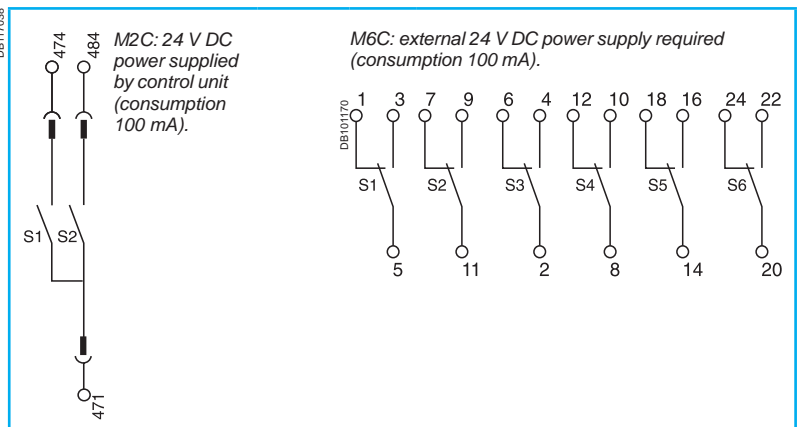 DB117038
474 484
M2C: 24 V DC
power supplied
by control unit
(consumption
100 mA).
S1 S2
471
M6C: external 24 V DC power supply required
(consumption 100 mA).
DB101170
1 3 7 9 6 4 12 10 18 16 24 22
S1 S2 S3 S4 S5 S6
5 11 2 8 14 20